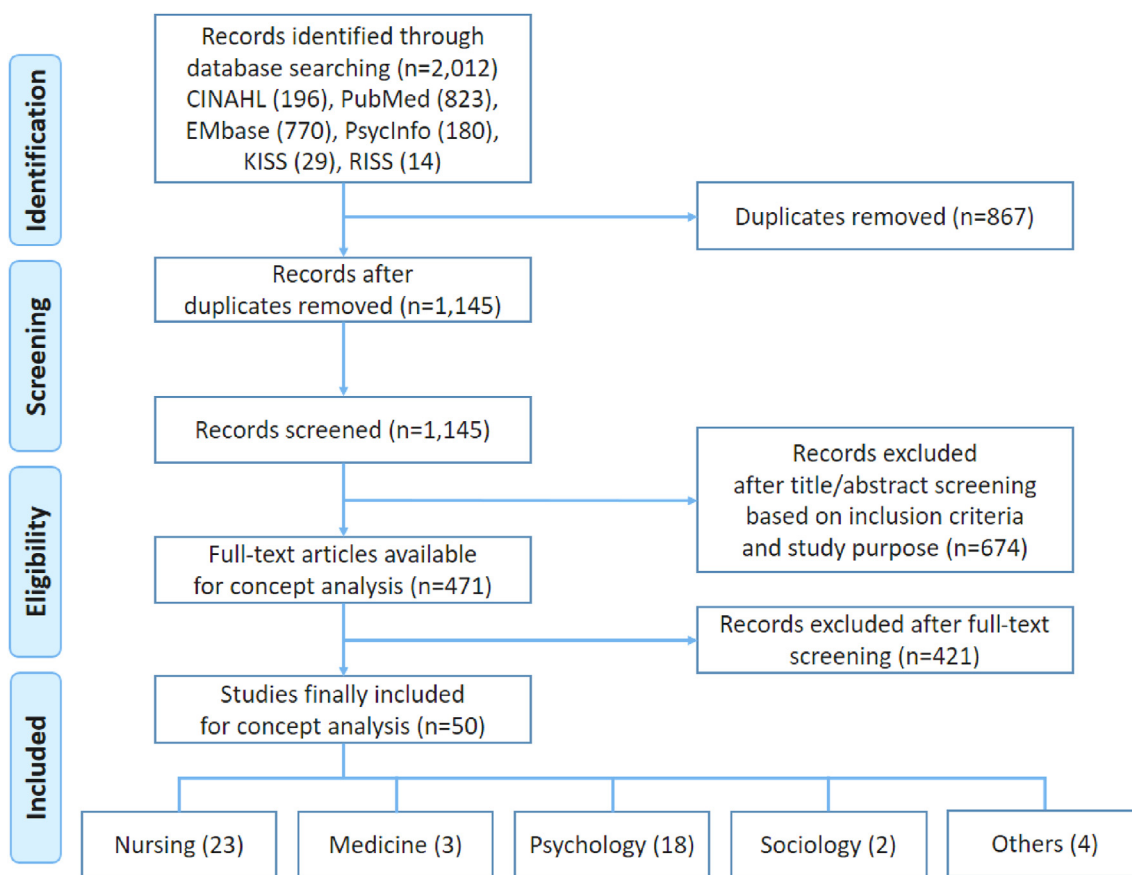 Identification
Records identified through
database searching (n=2,012)
CINAHL (196), PubMed (823),
EMbase (770), PsycInfo (180),
KISS (29), RISS (14)
Duplicates removed (n=867)
Screening
Records after
duplicates removed (n=1,145)
Records screened (n=1,145)
Records excluded
after title/abstract screening
based on inclusion criteria
and study purpose (n=674)
Eligibility
Full-text articles available
for concept analysis (n=471)
Records excluded after full-text
screening (n=421)
Included
Studies finally included
for concept analysis (n=50)
Nursing (23)
Medicine (3)
Psychology (18)
Sociology (2)
Others (4)